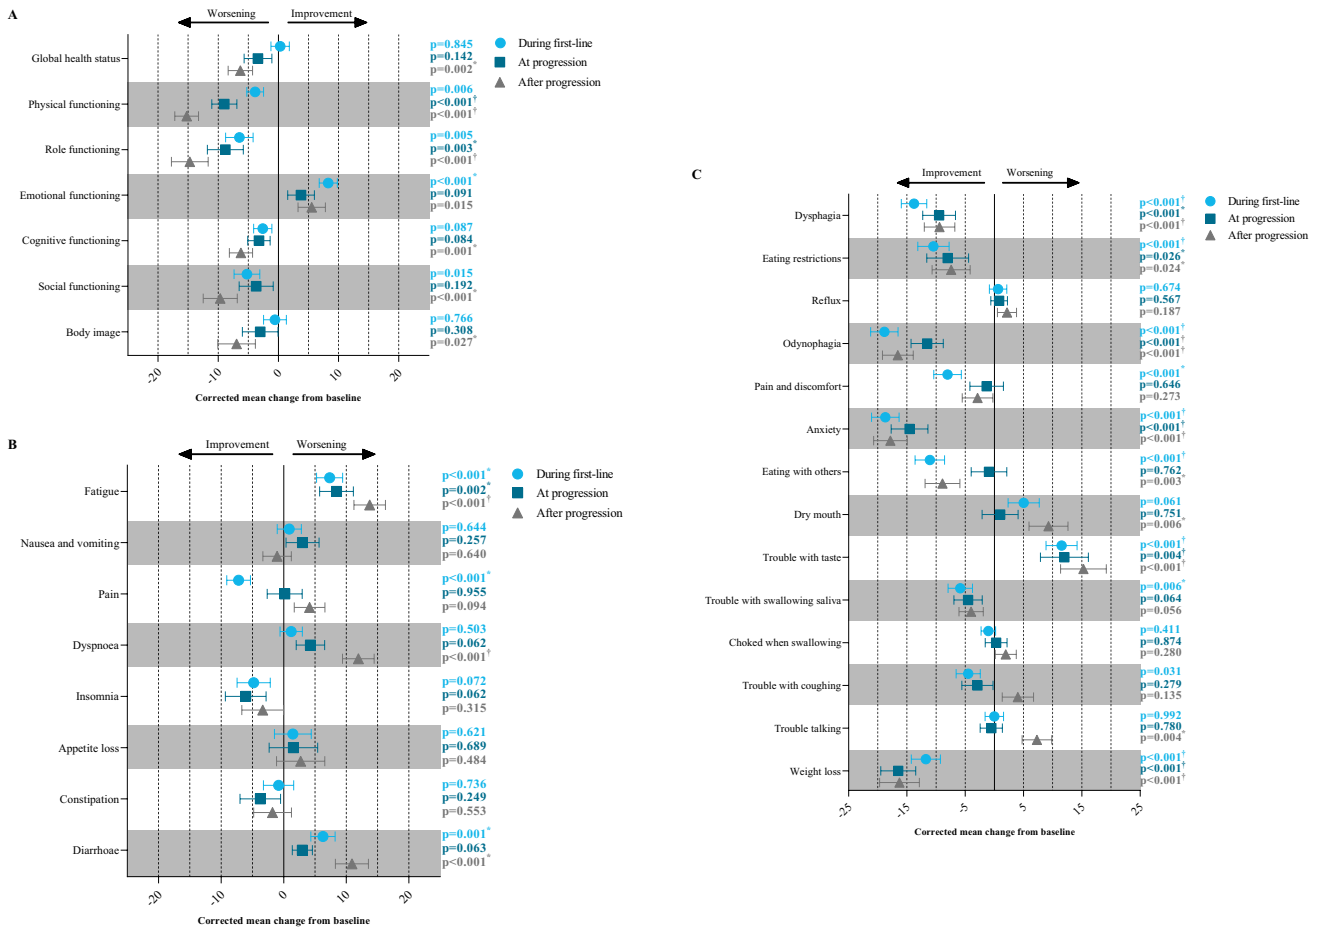 A
Worsening Improvement
Global health status
p=0.845
p=0.142
p=0.002*
Physical functioning
p=0.006
p<0.001†
p<0.001†
Role functioning
p=0.005
p=0.003*
p<0.001†
Emotional functioning
p<0.001*
p=0.091
p=0.015
Cognitive functioning
p=0.087
p=0.084
p=0.001*
Social functioning
p=0.015
p=0.192
p<0.001*
Body image
p=0.766
p=0.308
p=0.027*
-20 -10 0 10 20
Corrected mean change from baseline
During first-line
At progression
After progression
B
Improvement Worsening
Fatigue
p<0.001*
p=0.002*
p<0.001†
Nausea and vomiting
p=0.644
p=0.257
p=0.640
Pain
p<0.001*
p=0.955
p=0.094
Dyspnoea
p=0.503
p=0.062
p<0.001†
Insomnia
p=0.072
p=0.062
p=0.315
Appetite loss
p=0.621
p=0.689
p=0.484
Constipation
p=0.736
p=0.249
p=0.553
Diarrhoae
p=0.001*
p=0.063
p<0.001*
-20 -10 0 10 20
Corrected mean change from baseline
During first-line
At progression
After progression
C
Improvement Worsening
Dysphagia
p<0.001†
p<0.001*
p<0.001†
Eating restrictions
p<0.001†
p=0.026*
p=0.024*
Reflux
p=0.674
p=0.567
p=0.187
Odynophagia
p<0.001†
p<0.001†
p<0.001†
Pain and discomfort
p<0.001*
p=0.646
p=0.273
Anxiety
p<0.001†
p<0.001†
p<0.001†
Eating with others
p<0.001†
p=0.762
p=0.003*
Dry mouth
p=0.061
p=0.751
p=0.006*
Trouble with taste
p<0.001†
p=0.004†
p<0.001†
Trouble with swallowing saliva
p=0.006*
p=0.064
p=0.056
Choked when swallowing
p=0.411
p=0.874
p=0.280
Trouble with coughing
p=0.031
p=0.279
p=0.135
Trouble talking
p=0.992
p=0.780
p=0.004*
Weight loss
p<0.001†
p<0.001†
p<0.001†
-25 -15 -5 5 15 25
Corrected mean change from baseline
During first-line
At progression
After progression